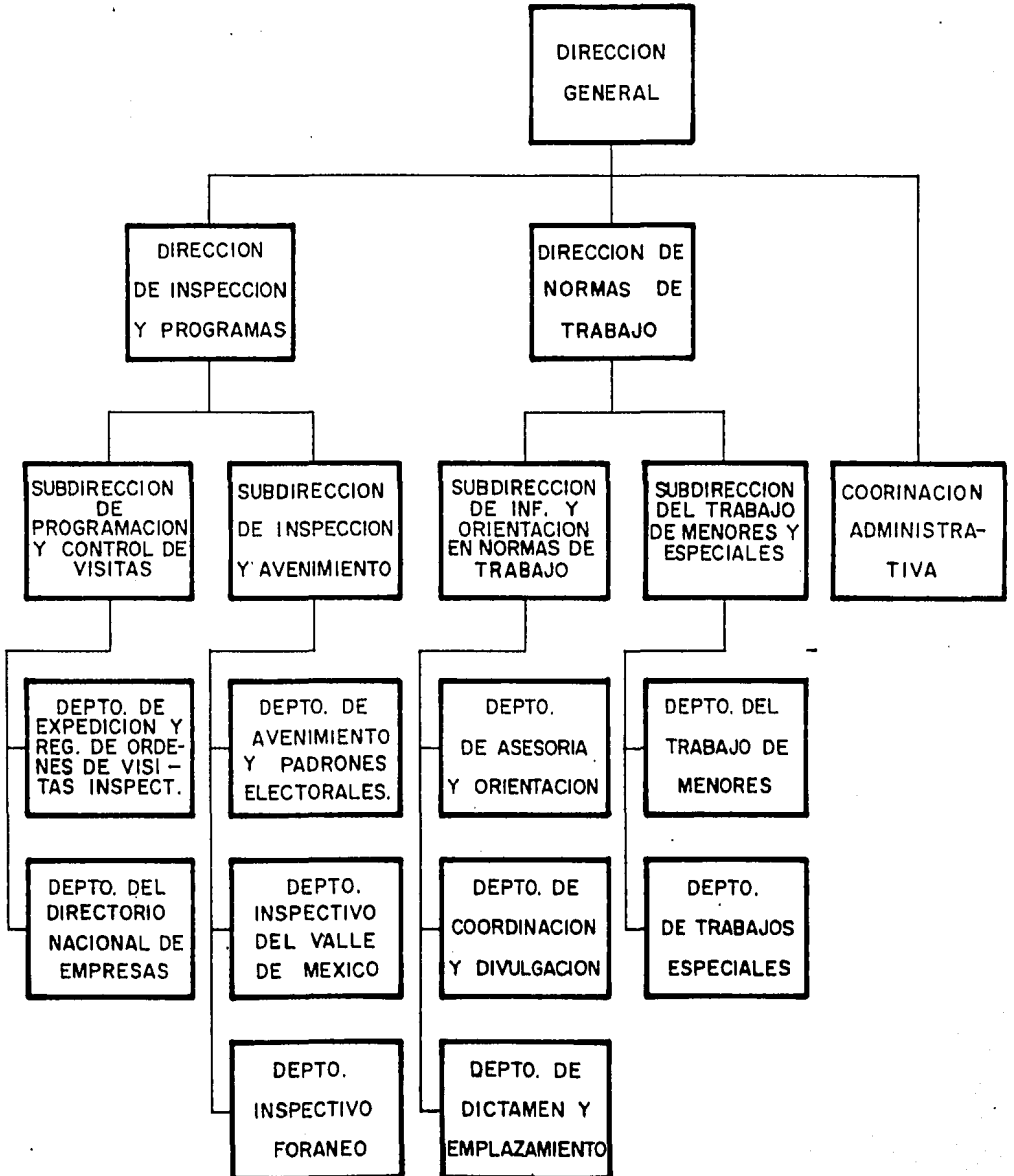 DIRECCION
GENERAL
DIRECCION
DE INSPECCION
Y PROGRAMAS
DIRECCION DE
NORMAS DE
TRABAJO
SUBDIRECCION
DE
PROGRAMACION
Y CONTROL DE
VISITAS
SUBDIRECCION
DE INSPECCION
Y AVENIMIENTO
SUBDIRECCION
DE INF. Y
ORIENTACION
EN NORMAS DE
TRABAJO
SUBDIRECCION
DEL TRABAJO
DE MENORES Y
ESPECIALES
COORINACION
ADMINISTRA-
TIVA
DEPTO. DE
EXPEDICION Y
REG. DE ORDE-
NES DE VISI-
TAS INSPECT.
DEPTO. DE
AVENIMIENTO
Y PADRONES
ELECTORALES.
DEPTO.
DE ASESORIA
Y ORIENTACION
DEPTO. DEL
TRABAJO DE
MENORES
DEPTO. DEL
DIRECTORIO
NACIONAL DE
EMPRESAS
DEPTO.
INSPECTIVO
DEL VALLE
DE MEXICO
DEPTO. DE
COORDINACION
Y DIVULGACION
DEPTO.
DE TRABAJOS
ESPECIALES
DEPTO.
INSPECTIVO
FORANEO
DEPTO. DE
DICTAMEN Y
EMPLAZAMIENTO